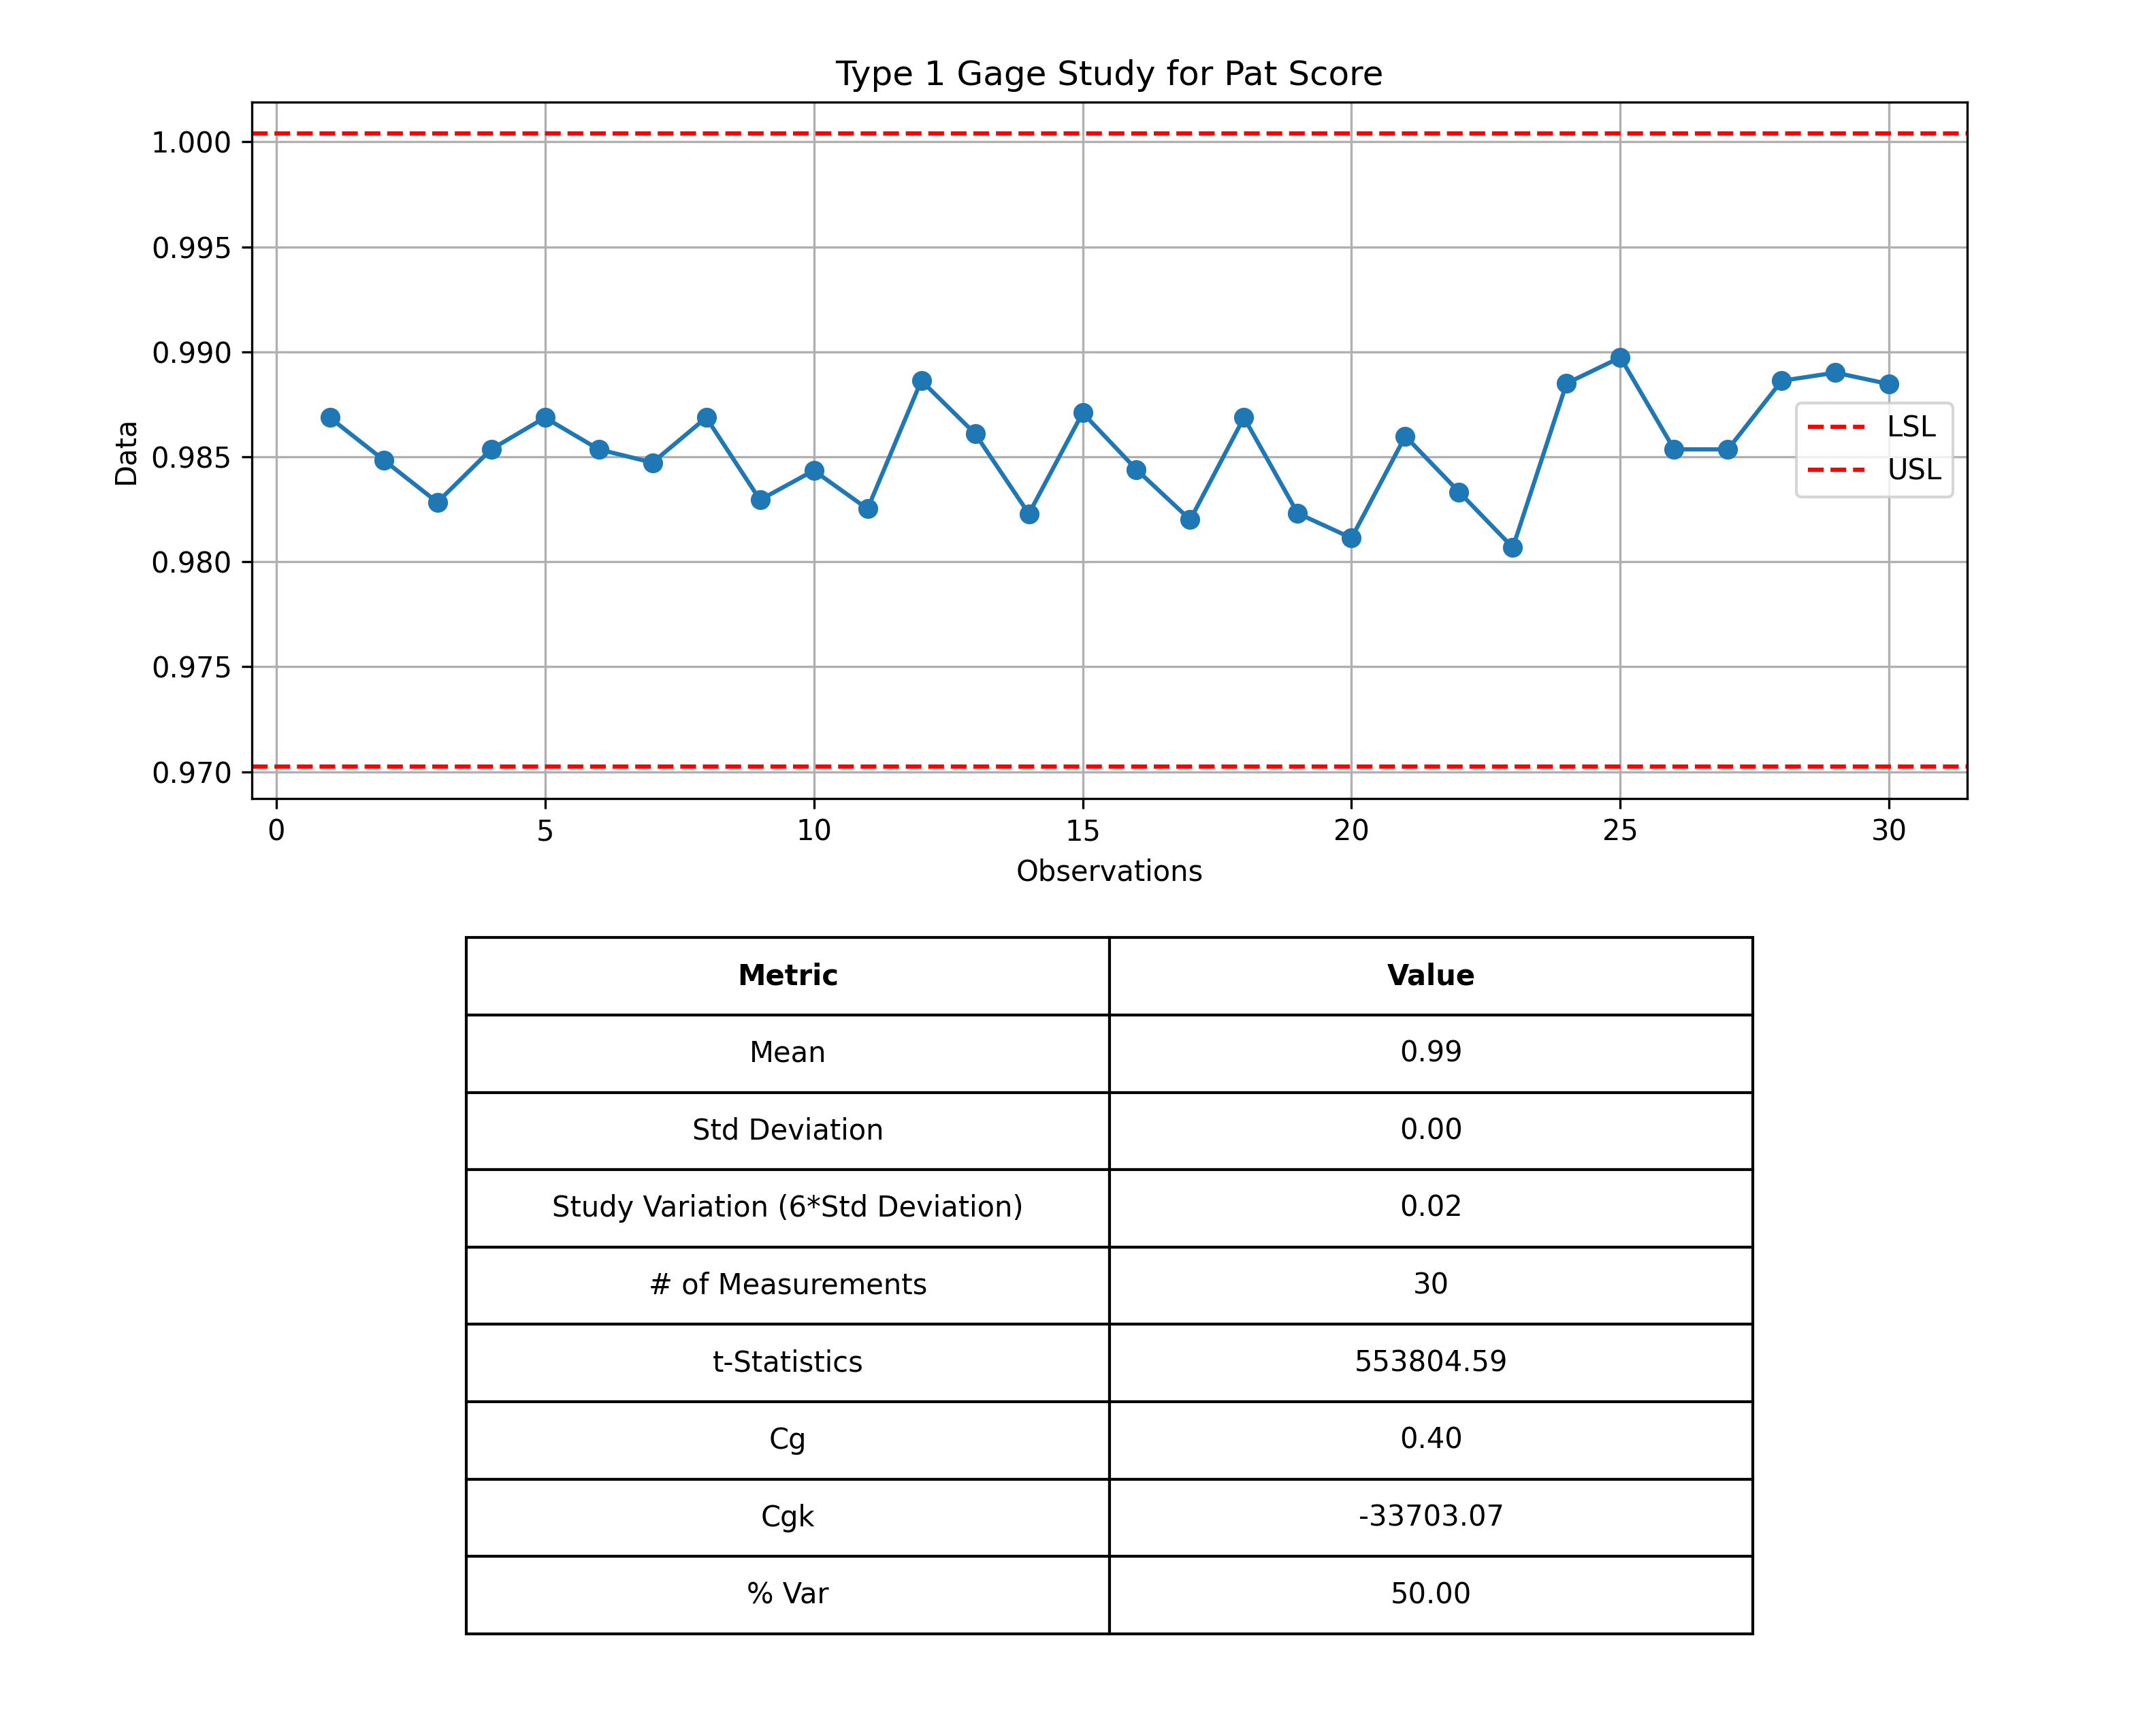 Type 1 Gage Study for Pat Score
1.000
0.995
0.990
0.985
0.980
0.975
0.970
Data
LSL
USL
0 5 10 15 20 25 30
Observations
Metric Value
Mean 0.99
Std Deviation 0.00
Study Variation (6*Std Deviation) 0.02
# of Measurements 30
t-Statistics 553804.59
Cg 0.40
Cgk -33703.07
% Var 50.00